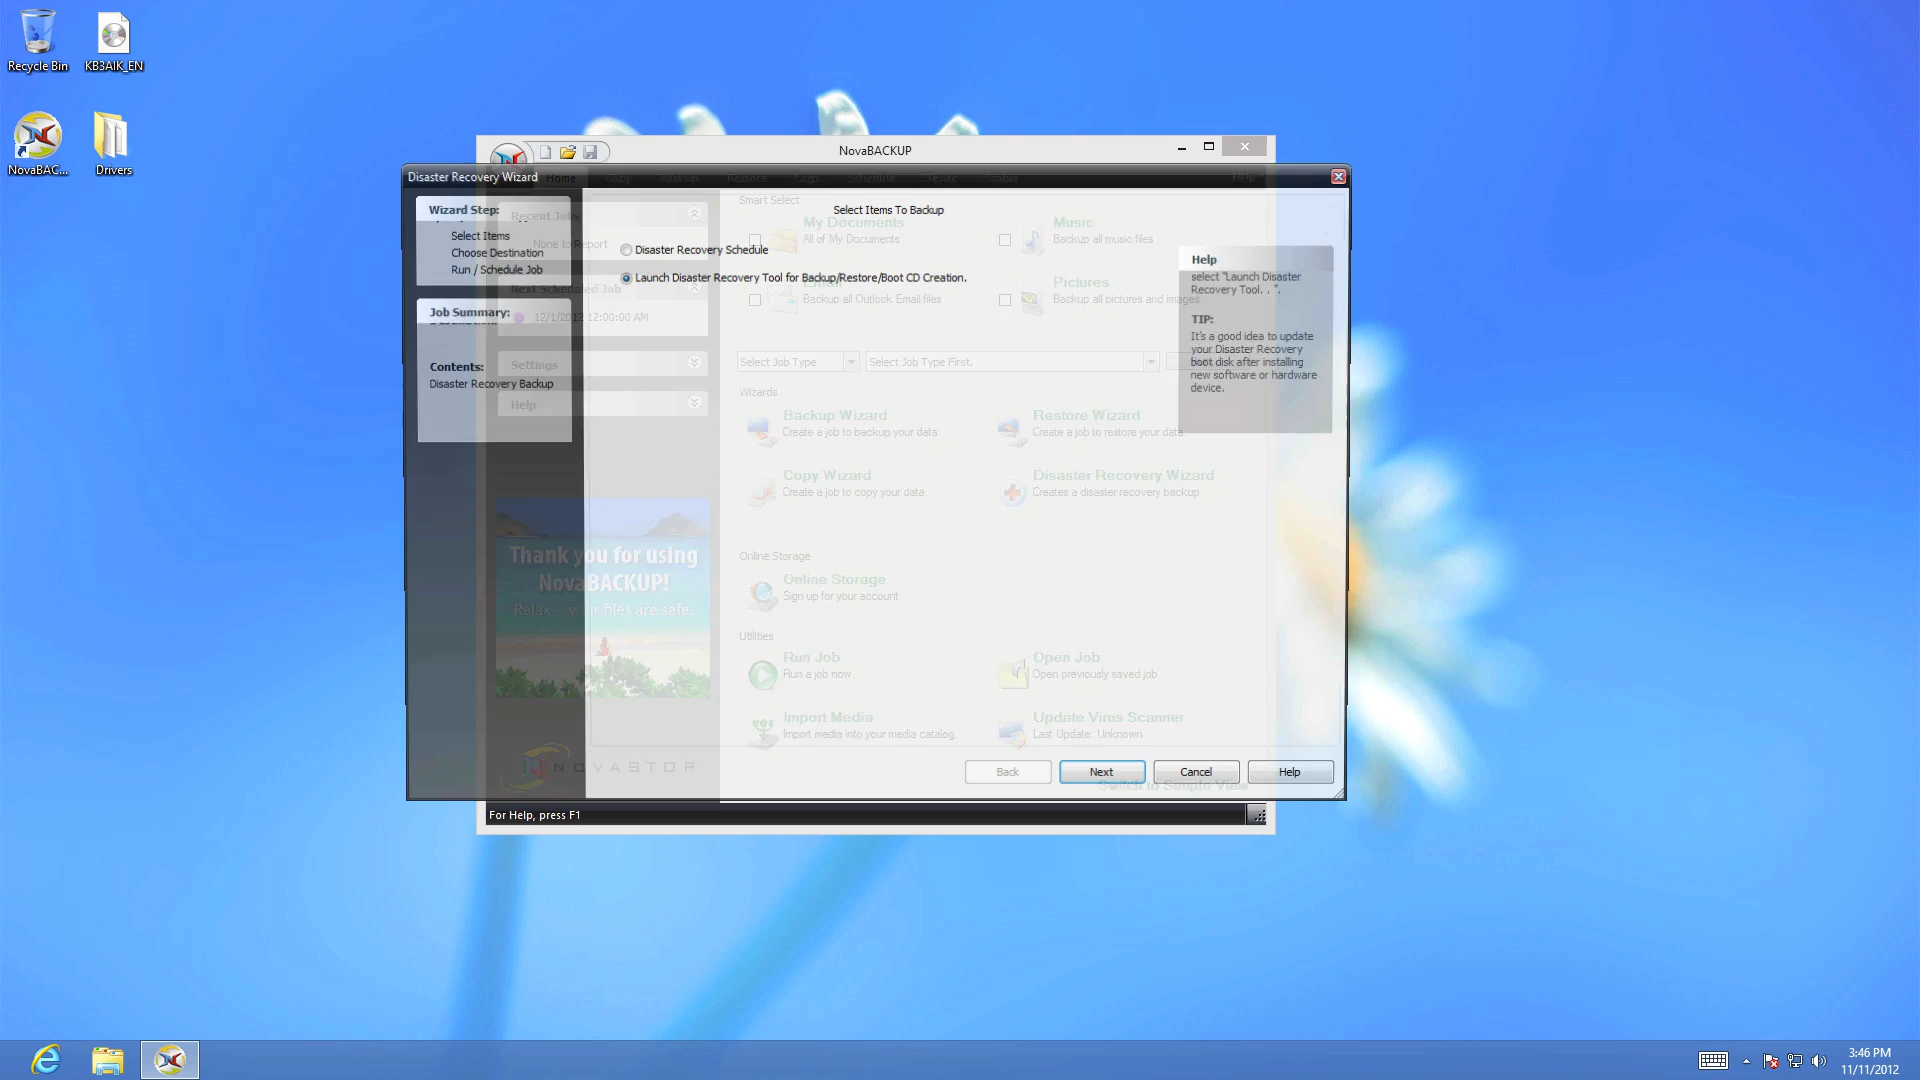 Recycle Bin
KB3AIK_EN
NovaBAC...
Drivers
NovaBACKUP
Disaster Recovery Wizard
Home
Copy
Backup
Restore
Logs
Schedule
Device
Status
Help
Wizard Step:
Select Items
Choose Destination
Run / Schedule Job
Recent Jobs
None to Report
Job Summary:
Next Scheduled Job
12/1/2012 12:00:00 AM
Contents:
Disaster Recovery Backup
Settings
Help
Select Items To Backup
Disaster Recovery Schedule
Launch Disaster Recovery Tool for Backup/Restore/Boot CD Creation.
Smart Select
My Documents
All of My Documents
Music
Backup all music files
Email
Backup all Outlook Email files
Pictures
Backup all pictures and images
Help
select "Launch Disaster
Recovery Tool. . ".
TIP:
It's a good idea to update
your Disaster Recovery
boot disk after installing
new software or hardware
device.
Select Job Type
Select Job Type First.
Wizards
Backup Wizard
Create a job to backup your data.
Restore Wizard
Create a job to restore your data.
Copy Wizard
Create a job to copy your data.
Disaster Recovery Wizard
Creates a disaster recovery backup.
Online Storage
Online Storage
Sign up for your account
Utilities
Run Job
Run a job now.
Open Job
Open previously saved job.
Import Media
Import media into your media catalog.
Update Virus Scanner
Last Update: Unknown
Thank you for using
NovaBACKUP!
Relax – your files are safe.
NOVASTOR
Back
Next
Cancel
Help
Switch to Simple View
For Help, press F1
3:46 PM
11/11/2012